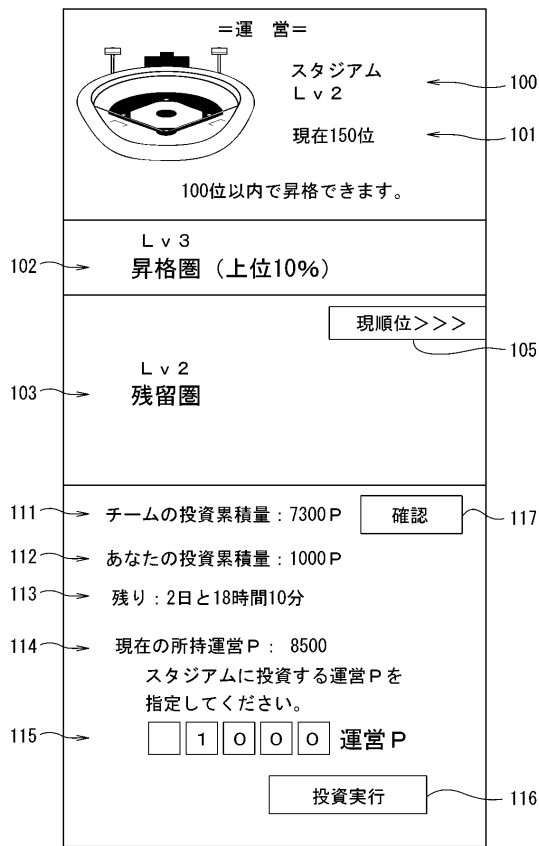 =運 営=
スタジアム
Lv2
100
現在150位
101
100位以内で昇格できます。
Lv3
102
昇格圏（上位10%）
現順位>>>
105
Lv2
103
残留圏
111
チームの投資累積量：7300P
確認
117
112
あなたの投資累積量：1000P
113
残り：2日と18時間10分
114
現在の所持運営P： 8500
スタジアムに投資する運営Pを
指定してください。
115
1000 運営P
投資実行
116